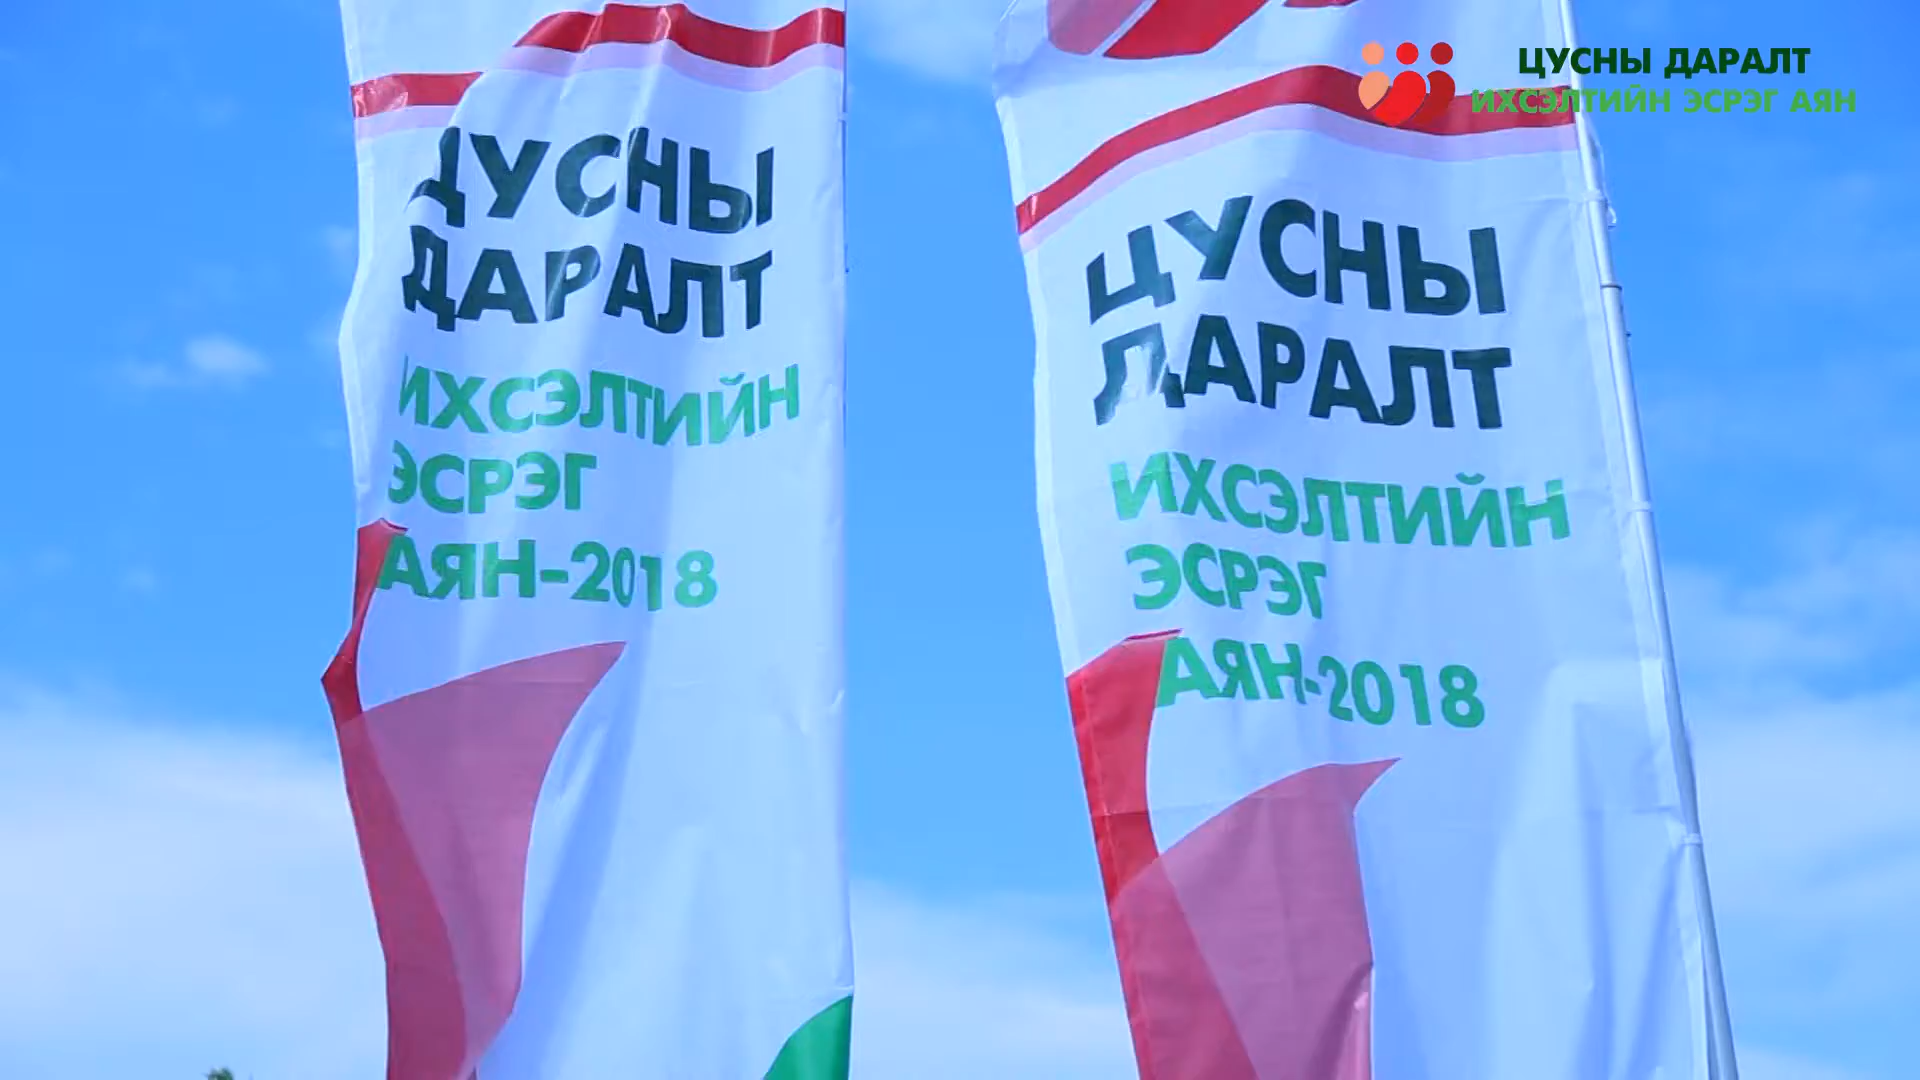 ЦУСНЫ ДАРАЛТ
ИХСЭЛТИЙН ЭСРЭГ АЯН
ЦУСНЫ
ДАРАЛТ
ИХСЭЛТИЙН
ЭСРЭГ
АЯН-2018
ЦУСНЫ
ДАРАЛТ
ИХСЭЛТИЙН
ЭСРЭГ
АЯН-2018